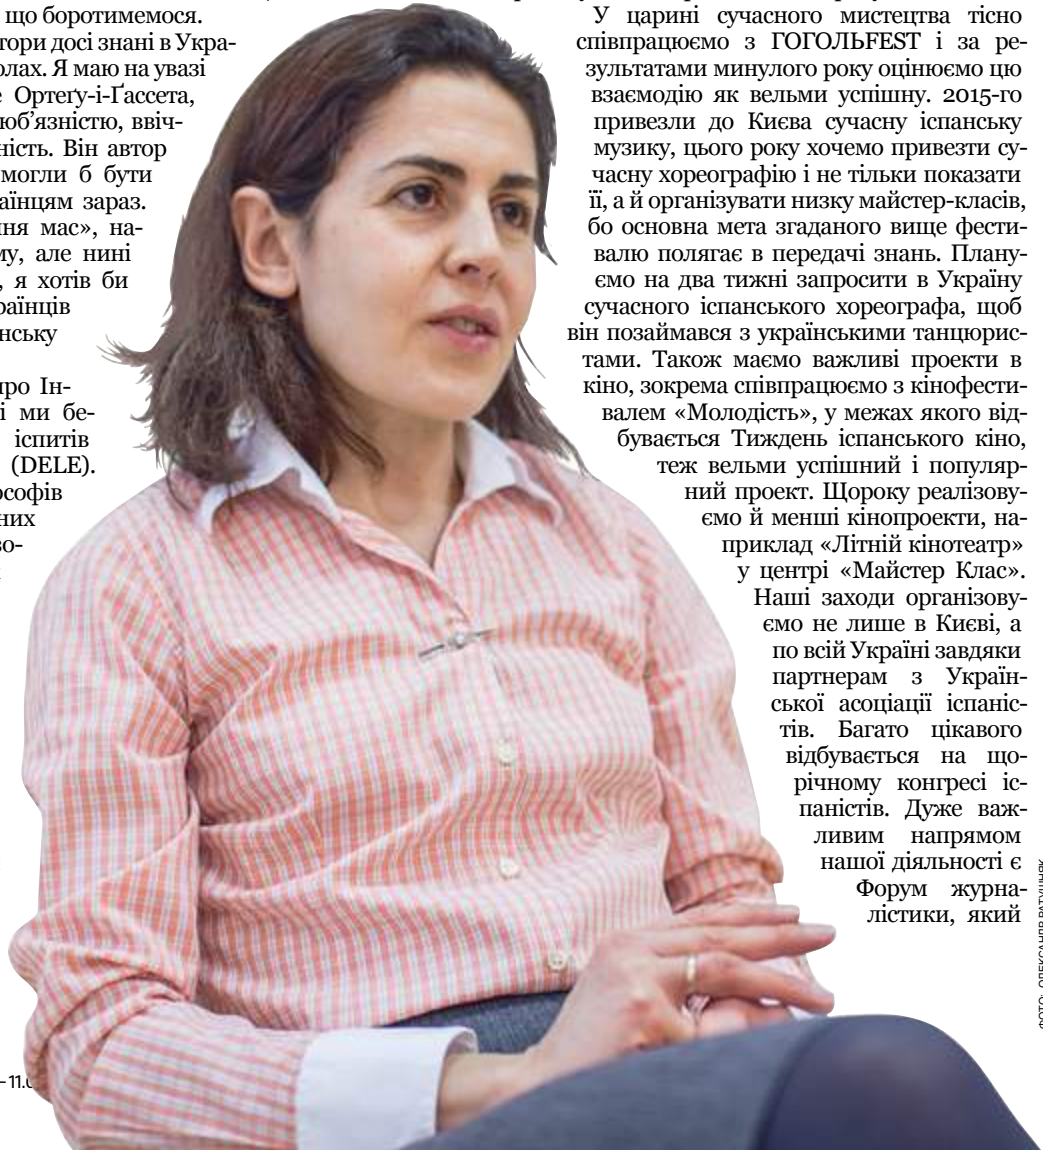 що боротимемося.
тори досі знані в Укра-
олах. Я маю на увазі
Ортеґу-і-Ґассета,
юб'язністю, ввіч-
ність. Він автор
могли б бути
аїнцям зараз.
ня мас», на-
му, але нині
, я хотів би
раїнців
нську
про Ін-
і ми бе-
іспитів
(DELE).
ософів
них
во-
У царині сучасного мистецтва тісно
співпрацюємо з ГОГОЛЬFEST і за ре-
зультатами минулого року оцінюємо цю
взаємодію як вельми успішну. 2015-го
привезли до Києва сучасну іспанську
музику, цього року хочемо привезти су-
часну хореографію і не тільки показати
її, а й організувати низку майстер-класів,
бо основна мета згаданого вище фести-
валю полягає в передачі знань. Плану-
ємо на два тижні запросити в Україну
сучасного іспанського хореографа, щоб
він позаймався з українськими танцюрис-
тами. Також маємо важливі проекти в
кіно, зокрема співпрацюємо з кінофести-
валем «Молодість», у межах якого від-
бувається Тиждень іспанського кіно,
теж вельми успішний і популяр-
ний проект. Щороку реалізову-
ємо й менші кінопроекти, на-
приклад «Літній кінотеатр»
у центрі «Майстер Клас».
Наші заходи організову-
ємо не лише в Києві, а
по всій Україні завдяки
партнерам з Україн-
ської асоціації іспаніс-
тів. Багато цікавого
відбувається на що-
річному конгресі іс-
паністів. Дуже важ-
ливим напрямом
нашої діяльності є
Форум журна-
лістики, який
ФОТО: ОЛЕКСАНДР РАТУШНЯК
–11.0